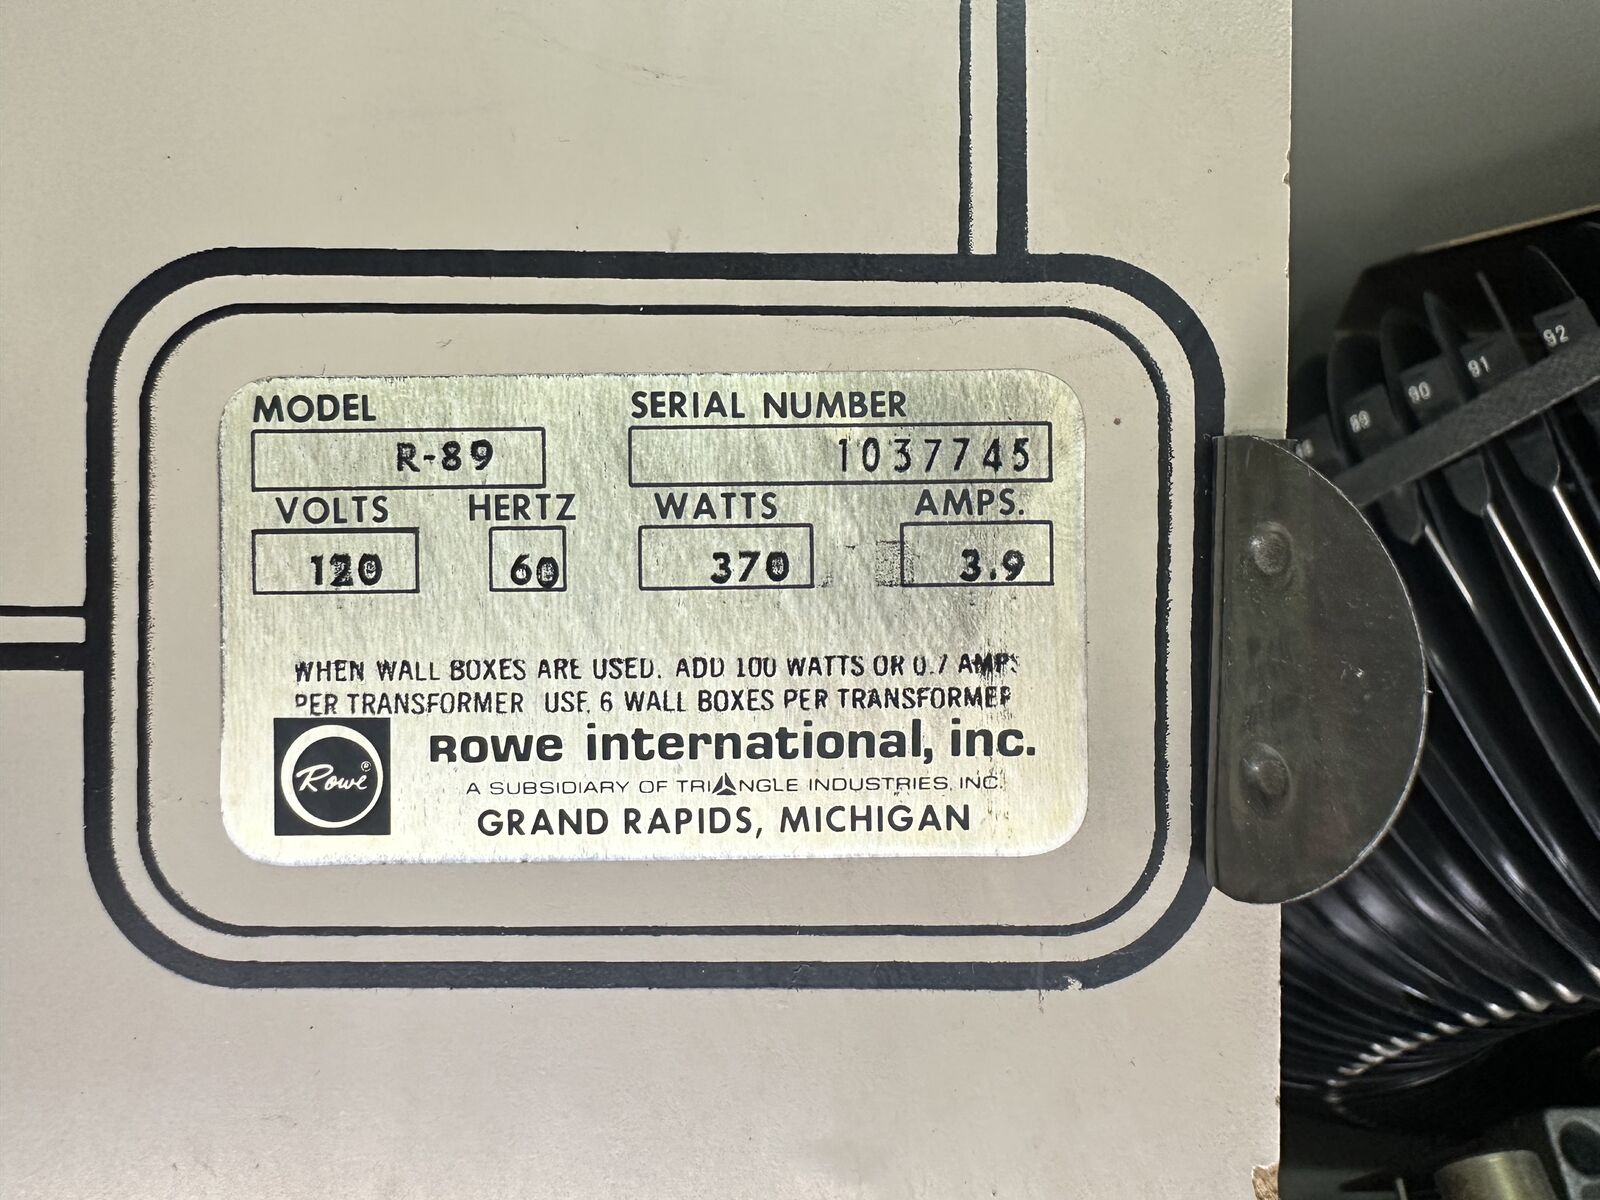 MODEL SERIAL NUMBER
R-89 1037745
VOLTS HERTZ WATTS AMPS.
120 60 370 3.9
WHEN WALL BOXES ARE USED. ADD 100 WATTS OR 0.7 AMPS
PER TRANSFORMER USE 6 WALL BOXES PER TRANSFORMER
Rowe international, inc.
Rowe ®
A SUBSIDIARY OF TRIANGLE INDUSTRIES, INC.
GRAND RAPIDS, MICHIGAN
92
91
90
89